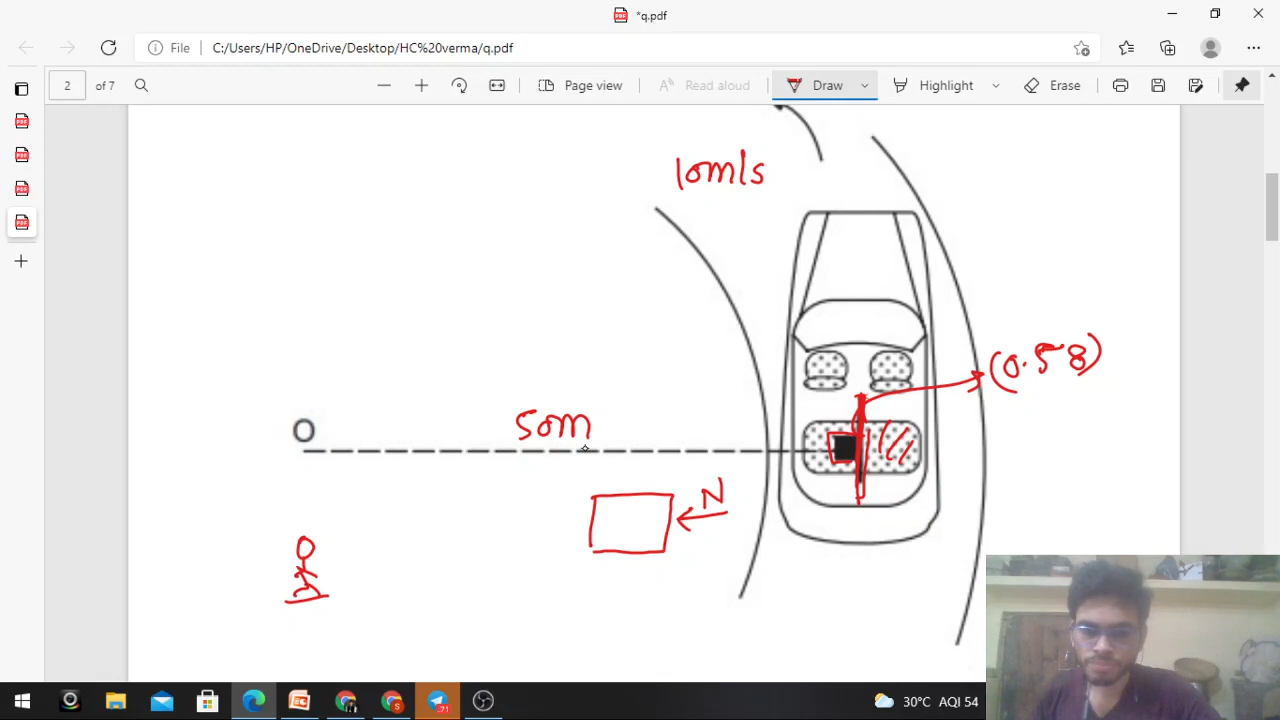 *q.pdf
File
C:/Users/HP/OneDrive/Desktop/HC%20verma/q.pdf
2 of 7
Page view
Read aloud
Draw
Highlight
Erase
10m/s
(0.58)
O
50m
N
71
30°C AQI 54